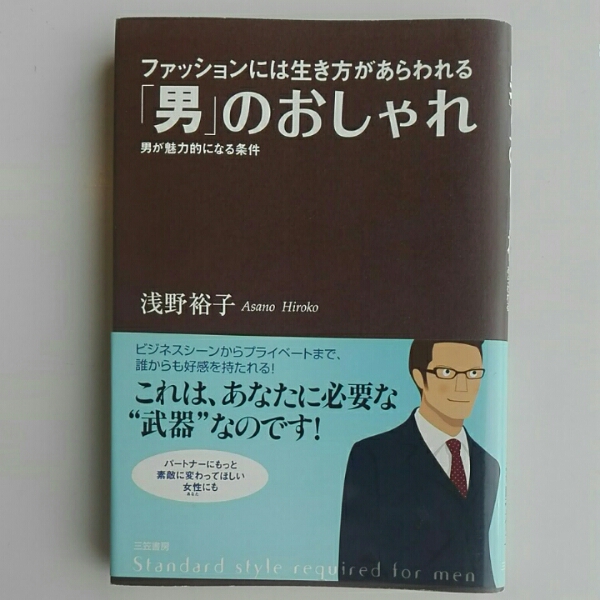 ファッションには生き方があらわれる
「男」のおしゃれ
男が魅力的になる条件
浅野裕子 Asano Hiroko
ビジネスシーンからプライベートまで、
誰からも好感を持たれる!
これは、あなたに必要な
“武器”なのです!
パートナーにもっと
素敵に変わってほしい
女性にも
三笠書房
Standard style required for men